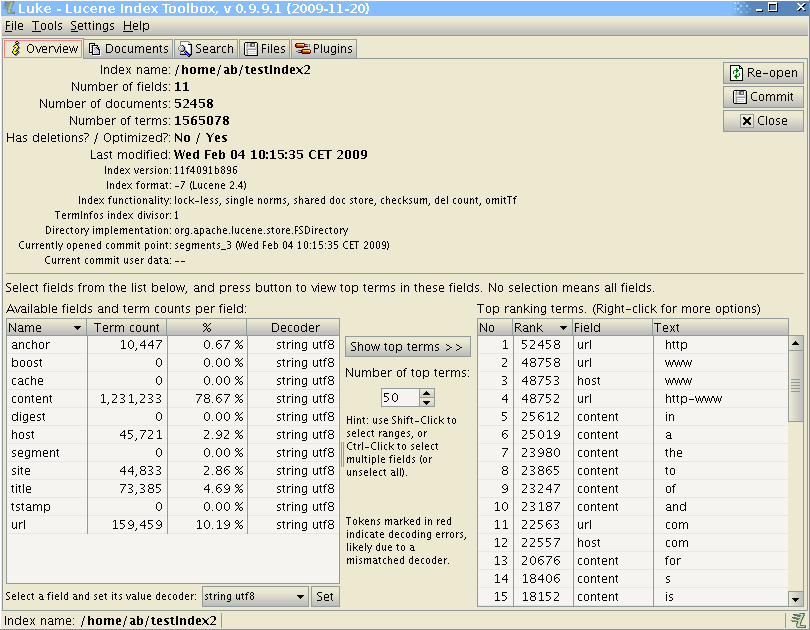 Luke - Lucene Index Toolbox, v 0.9.9.1 (2009-11-20)
File Tools Settings Help
Overview Documents Search Files Plugins
Index name: /home/ab/testIndex2
Number of fields: 11
Number of documents: 52458
Number of terms: 1565078
Has deletions? / Optimized?: No / Yes
Last modified: Wed Feb 04 10:15:35 CET 2009
Index version: 11f4091b896
Index format: -7 (Lucene 2.4)
Index functionality: lock-less, single norms, shared doc store, checksum, del count, omitTf
TermInfos index divisor: 1
Directory implementation: org.apache.lucene.store.FSDirectory
Currently opened commit point: segments_3 (Wed Feb 04 10:15:35 CET 2009)
Current commit user data: --
Re-open
Commit
Close
Select fields from the list below, and press button to view top terms in these fields. No selection means all fields.
Available fields and term counts per field:
Name Term count % Decoder
anchor 10,447 0.67 % string utf8
boost 0 0.00 % string utf8
cache 0 0.00 % string utf8
content 1,231,233 78.67 % string utf8
digest 0 0.00 % string utf8
host 45,721 2.92 % string utf8
segment 0 0.00 % string utf8
site 44,833 2.86 % string utf8
title 73,385 4.69 % string utf8
tstamp 0 0.00 % string utf8
url 159,459 10.19 % string utf8
Select a field and set its value decoder: string utf8 Set
Show top terms >>
Number of top terms:
50
Hint: use Shift-Click to
select ranges, or
Ctrl-Click to select
multiple fields (or
unselect all).
Tokens marked in red
indicate decoding errors,
likely due to a
mismatched decoder.
Top ranking terms. (Right-click for more options)
No Rank Field Text
1 52458 url http
2 48758 url www
3 48753 host www
4 48752 url http-www
5 25612 content in
6 25019 content a
7 23980 content the
8 23865 content to
9 23247 content of
10 23187 content and
11 22563 url com
12 22557 host com
13 20676 content for
14 18406 content s
15 18152 content is
Index name: /home/ab/testIndex2